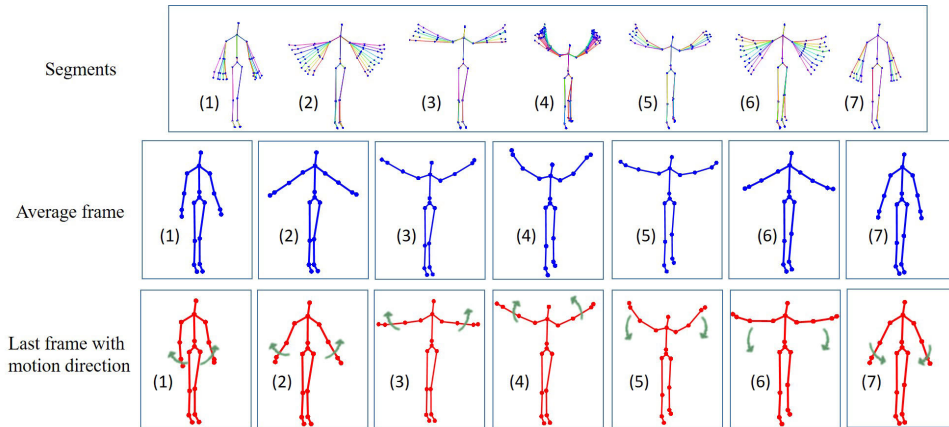 Segments
(1) (2) (3) (4) (5) (6) (7)
Average frame
(1) (2) (3) (4) (5) (6) (7)
Last frame with
motion direction
(1) (2) (3) (4) (5) (6) (7)